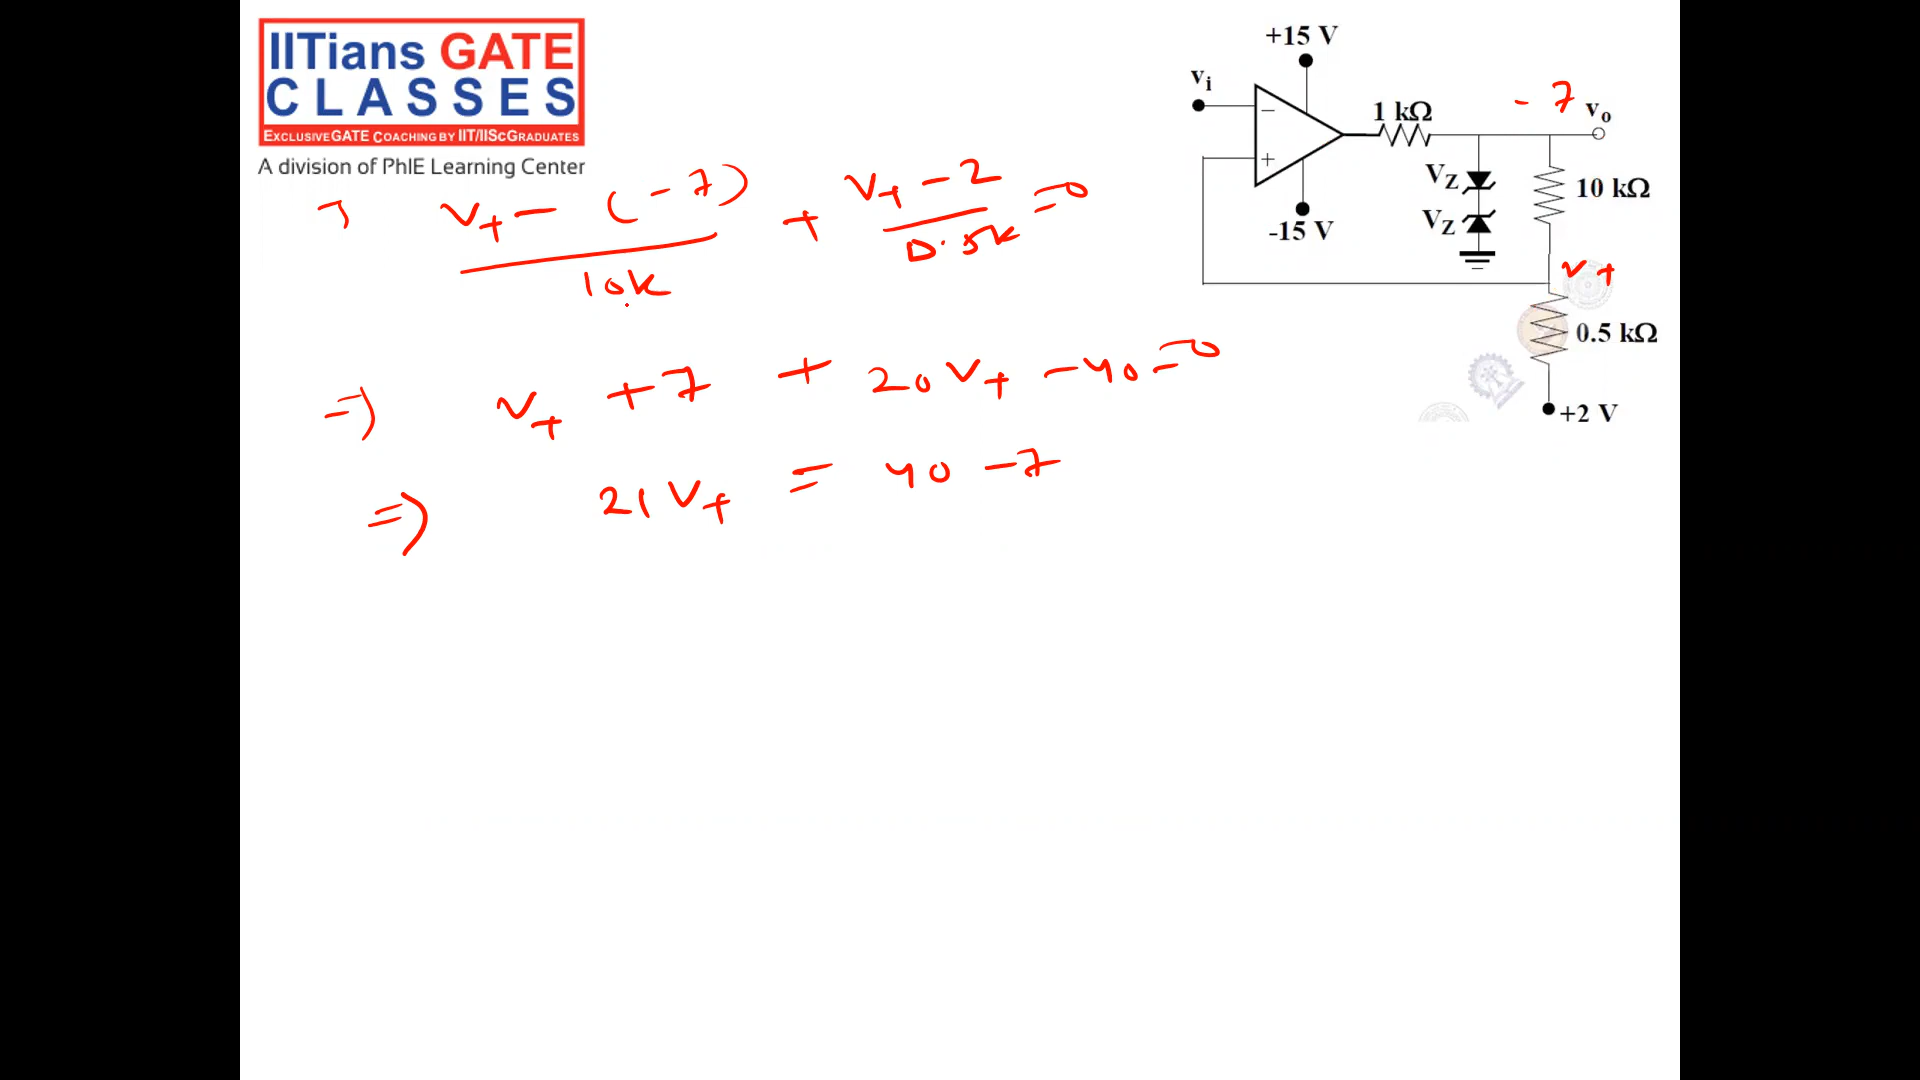 IITians GATE
CLASSES
EXCLUSIVE GATE COACHING BY IIT/IISc GRADUATES
A division of PhIE Learning Center
+15 V
vi
−
+
-15 V
1 kΩ
- 7
vo
VZ
VZ
10 kΩ
V+
0.5 kΩ
+2 V
⇒ (V+ - (-7))/10k + (V+ - 2)/0.5k = 0
⇒ V+ + 7 + 20V+ - 40 = 0
⇒ 21V+ = 40 - 7